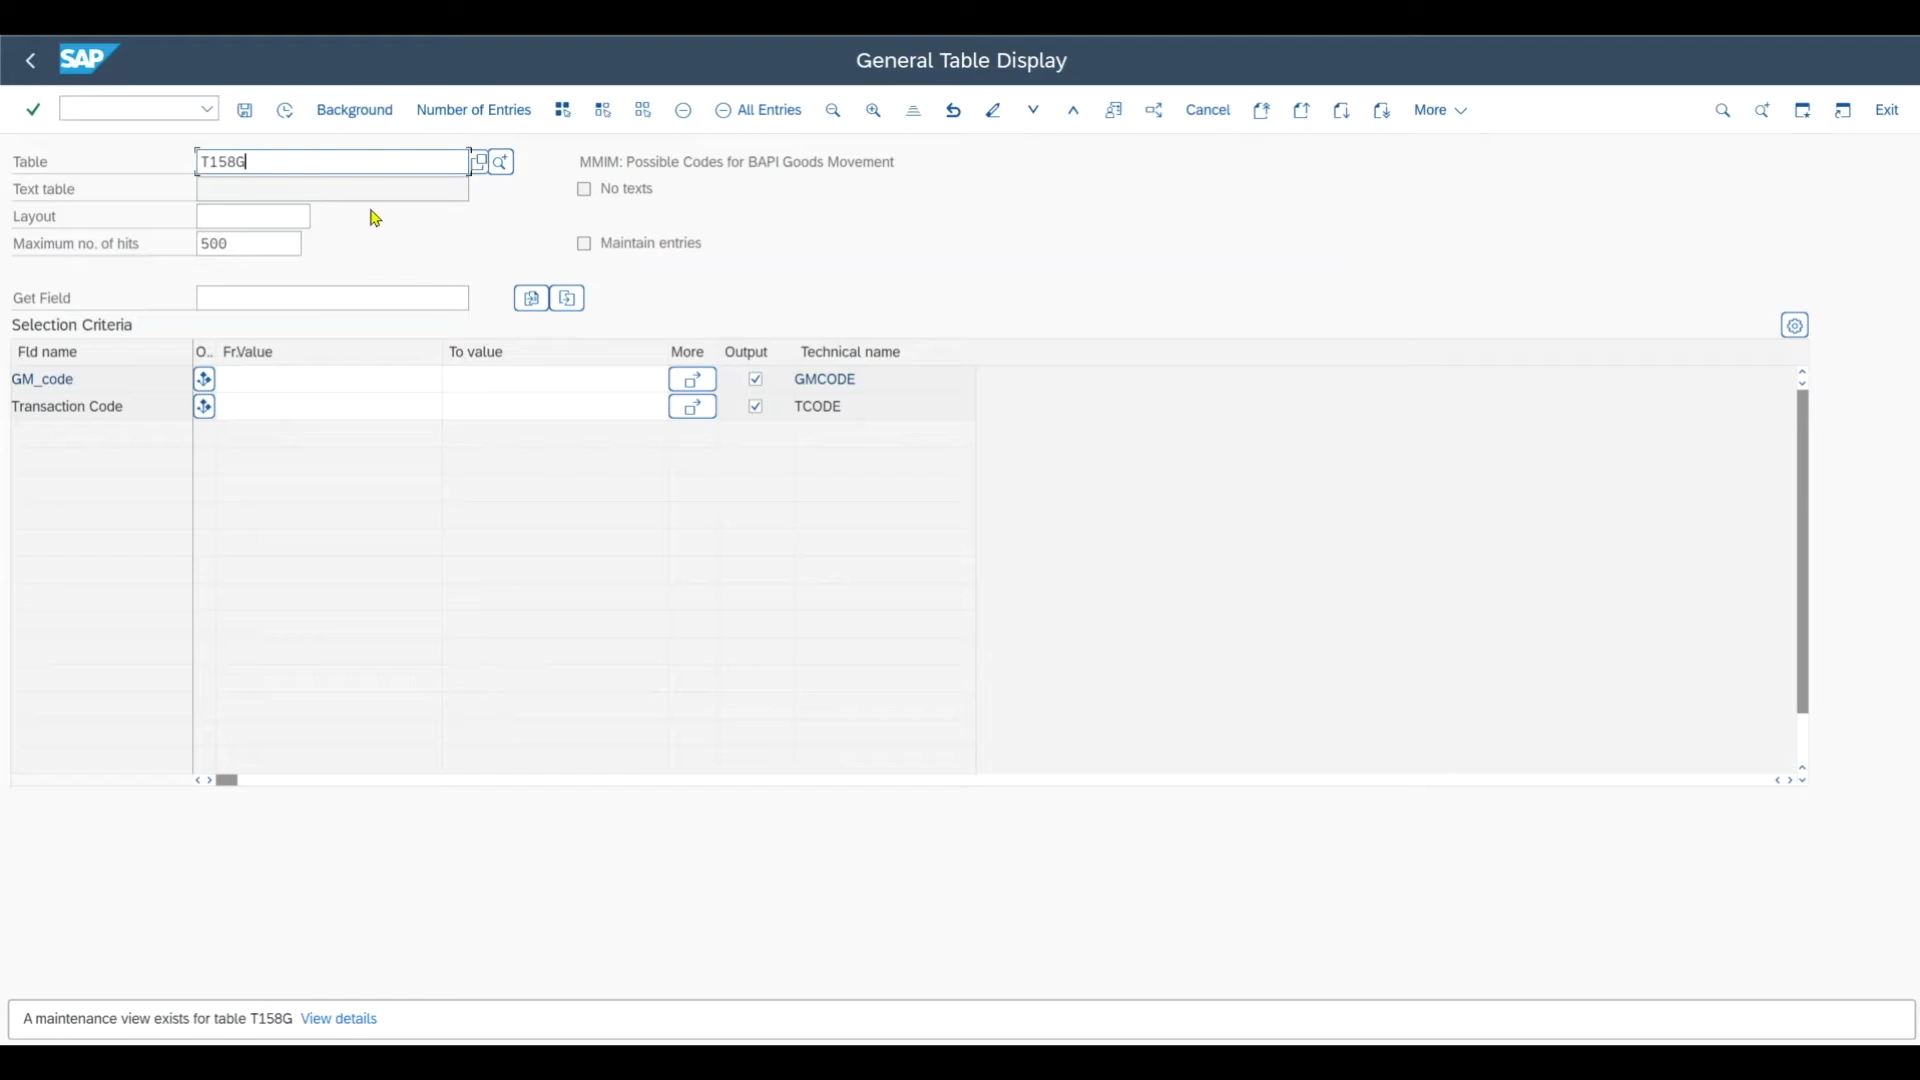 SAP General Table Display
Background Number of Entries All Entries Cancel More Exit
Table T158G MMIM: Possible Codes for BAPI Goods Movement
Text table No texts
Layout
Maximum no. of hits 500 Maintain entries
Get Field
Selection Criteria
Fld name O.. Fr.Value To value More Output Technical name
GM_code GMCODE
Transaction Code TCODE
A maintenance view exists for table T158G View details